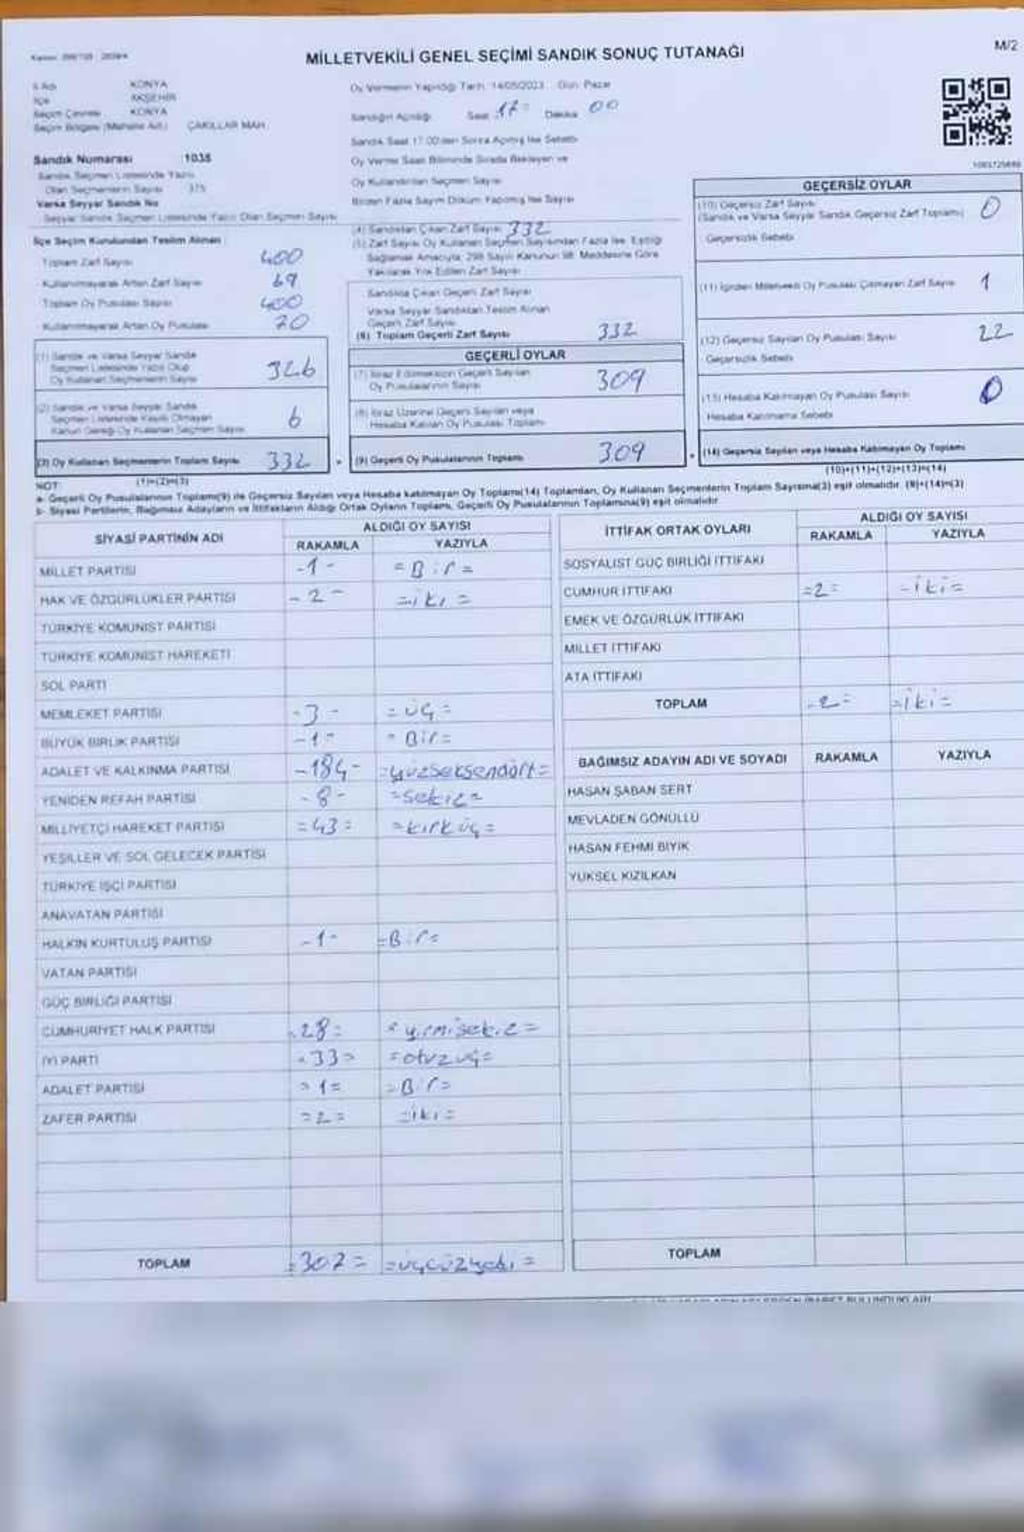 M/2
MİLLETVEKİLİ GENEL SEÇİMİ SANDIK SONUÇ TUTANAĞI
İl Adı KONYA
İlçe AKŞEHİR
Seçim Çevresi KONYA
Seçim Bölgesi (Mahalle Adı) ÇAKILLAR MAH.
Oy Vermenin Yapıldığı Tarih: 14/05/2023 Gün: Pazar
Sandığın Açıldığı Saat 17 Dakika 00
Sandık Saat 17:00'den Sonra Açılmış İse Sebebi
Oy Verme Saati Bitiminde Sırada Bekleyen ve
Oy Kullandırılan Seçmen Sayısı
Birden Fazla Sayım Döküm Yapılmış İse Sayısı
Sandık Numarası :1035
Sandık Seçmen Listesinde Yazılı
Olan Seçmenlerin Sayısı 375
Varsa Seyyar Sandık No
Seyyar Sandık Seçmen Listesinde Yazılı Olan Seçmen Sayısı
İlçe Seçim Kurulundan Teslim Alınan
Toplam Zarf Sayısı 400
Kullanılmayarak Artan Zarf Sayısı 69
Toplam Oy Pusulası Sayısı 400
Kullanılmayarak Artan Oy Pusulası 70
(1) Sandık ve Varsa Seyyar Sandık
Seçmen Listesinde Yazılı Olup
Oy Kullanan Seçmenlerin Sayısı 326
(2) Sandık ve Varsa Seyyar Sandık
Seçmen Listesinde Kayıtlı Olmayan
Kanun Gereği Oy Kullanan Seçmen Sayısı 6
(3) Oy Kullanan Seçmenlerin Toplam Sayısı 332
(1)+(2)=(3)
(4) Sandıktan Çıkan Zarf Sayısı 332
(5) Zarf Sayısı Oy Kullanan Seçmen Sayısından Fazla İse, Eşitliği
Sağlamak Amacıyla; 298 Sayılı Kanunun 98. Maddesine Göre
Yakılarak Yok Edilen Zarf Sayısı
Sandıkta Çıkan Geçerli Zarf Sayısı
Varsa Seyyar Sandıktan Teslim Alınan
Geçerli Zarf Sayısı
(6) Toplam Geçerli Zarf Sayısı 332
GEÇERLİ OYLAR
(7) İtiraz Edilmeksizin Geçerli Sayılan
Oy Pusulalarının Sayısı 309
(8) İtiraz Üzerine Geçerli Sayılan veya
Hesaba Katılan Oy Pusulası Toplamı
(9) Geçerli Oy Pusulalarının Toplamı 309
GEÇERSİZ OYLAR
(10) Geçersiz Zarf Sayısı
(Sandık ve Varsa Seyyar Sandık Geçersiz Zarf Toplamı) 0
Geçersizlik Sebebi
(11) İçinden Milletvekili Oy Pusulası Çıkmayan Zarf Sayısı 1
(12) Geçersiz Sayılan Oy Pusulası Sayısı 22
Geçersizlik Sebebi
(13) Hesaba Katılmayan Oy Pusulası Sayısı 0
Hesaba Katılmama Sebebi
(14) Geçersiz Sayılan veya Hesaba Katılmayan Oy Toplamı
(10)+(11)+(12)+(13)=(14)
NOT:
a- Geçerli Oy Pusulalarının Toplamı(9) ile Geçersiz Sayılan veya Hesaba katılmayan Oy Toplamı(14) Toplamları, Oy Kullanan Seçmenlerin Toplam Sayısına(3) eşit olmalıdır. (9)+(14)=(3)
b- Siyasi Partilerin, Bağımsız Adayların ve İttifakların Aldığı Ortak Oyların Toplamı, Geçerli Oy Pusulalarının Toplamına(9) eşit olmalıdır.
SİYASİ PARTİNİN ADI ALDIĞI OY SAYISI
RAKAMLA YAZIYLA
MİLLET PARTİSİ -1- =Bir=
HAK VE ÖZGÜRLÜKLER PARTİSİ -2- =iki=
TÜRKİYE KOMÜNİST PARTİSİ
TÜRKİYE KOMÜNİST HAREKETİ
SOL PARTİ
MEMLEKET PARTİSİ -3- =üç=
BÜYÜK BİRLİK PARTİSİ -1- =Bir=
ADALET VE KALKINMA PARTİSİ -184- =yüzseksendört=
YENİDEN REFAH PARTİSİ -8- =sekiz=
MİLLİYETÇİ HAREKET PARTİSİ =43= =kırküç=
YEŞİLLER VE SOL GELECEK PARTİSİ
TÜRKİYE İŞÇİ PARTİSİ
ANAVATAN PARTİSİ
HALKIN KURTULUŞ PARTİSİ -1- =Bir=
VATAN PARTİSİ
GÜÇ BİRLİĞİ PARTİSİ
CUMHURİYET HALK PARTİSİ =28= =yirmisekiz=
İYİ PARTİ =33= =otuzüç=
ADALET PARTİSİ =1= =Bir=
ZAFER PARTİSİ =2= =iki=
TOPLAM =307= =üçyüzyedi=
İTTİFAK ORTAK OYLARI ALDIĞI OY SAYISI
RAKAMLA YAZIYLA
SOSYALİST GÜÇ BİRLİĞİ İTTİFAKI
CUMHUR İTTİFAKI =2= =iki=
EMEK VE ÖZGÜRLÜK İTTİFAKI
MİLLET İTTİFAKI
ATA İTTİFAKI
TOPLAM =2= =iki=
BAĞIMSIZ ADAYIN ADI VE SOYADI RAKAMLA YAZIYLA
HASAN ŞABAN SERT
MEVLADEN GÖNÜLLÜ
HASAN FEHMİ BIYIK
YÜKSEL KIZILKAN
TOPLAM